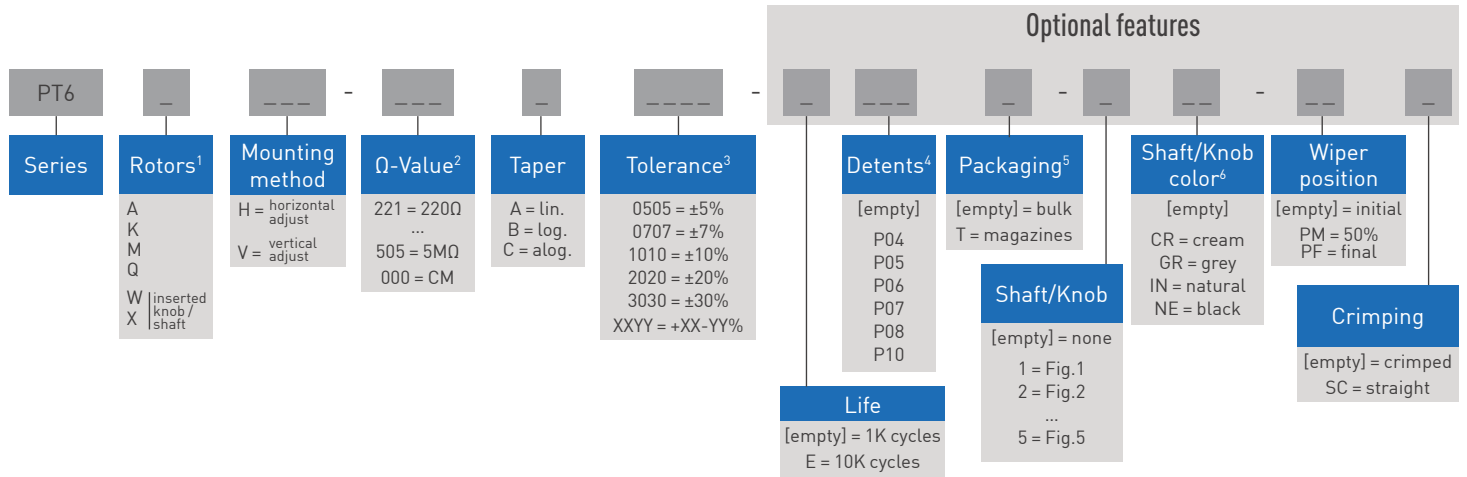 Optional features
PT6 _ _ _ _ - _ _ _ _ _ _ _ _ - _ _ _ _ _ - _ _ _ - _ _ _
Series
Rotors1
A
K
M
Q
W
X
inserted
knob/
shaft
Mounting
method
H = horizontal
adjust
V = vertical
adjust
Ω-Value2
221 = 220Ω
...
505 = 5MΩ
000 = CM
Taper
A = lin.
B = log.
C = alog.
Tolerance3
0505 = ±5%
0707 = ±7%
1010 = ±10%
2020 = ±20%
3030 = ±30%
XXYY = +XX-YY%
Life
[empty] = 1K cycles
E = 10K cycles
Detents4
[empty]
P04
P05
P06
P07
P08
P10
Packaging5
[empty] = bulk
T = magazines
Shaft/Knob
[empty] = none
1 = Fig.1
2 = Fig.2
...
5 = Fig.5
Shaft/Knob
color6
[empty]
CR = cream
GR = grey
IN = natural
NE = black
Wiper
position
[empty] = initial
PM = 50%
PF = final
Crimping
[empty] = crimped
SC = straight